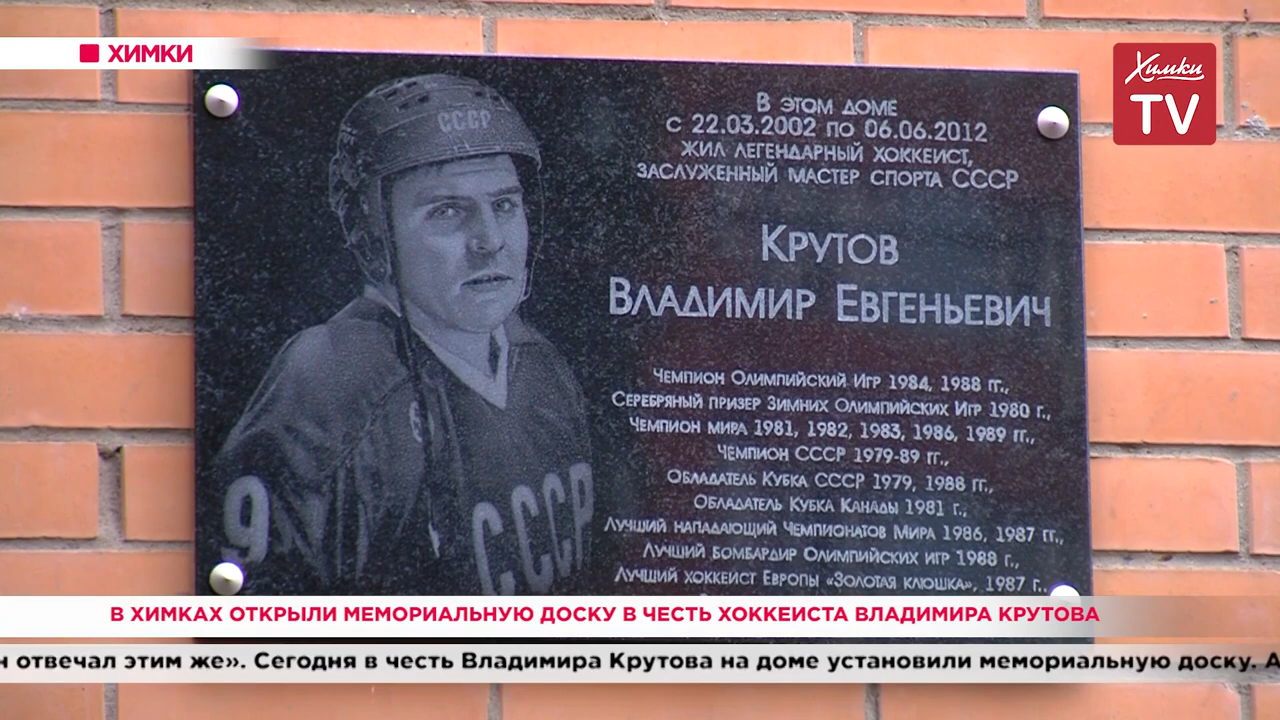 ХИМКИ
Химки
TV
СССР
В ЭТОМ ДОМЕ
С 22.03.2002 ПО 06.06.2012
ЖИЛ ЛЕГЕНДАРНЫЙ ХОККЕИСТ,
ЗАСЛУЖЕННЫЙ МАСТЕР СПОРТА СССР
КРУТОВ
ВЛАДИМИР ЕВГЕНЬЕВИЧ
ЧЕМПИОН ОЛИМПИЙСКИЙ ИГР 1984, 1988 ГГ.,
СЕРЕБРЯНЫЙ ПРИЗЕР ЗИМНИХ ОЛИМПИЙСКИХ ИГР 1980 Г.,
ЧЕМПИОН МИРА 1981, 1982, 1983, 1986, 1989 ГГ.,
ЧЕМПИОН СССР 1979-89 ГГ.,
ОБЛАДАТЕЛЬ КУБКА СССР 1979, 1988 ГГ.,
ОБЛАДАТЕЛЬ КУБКА КАНАДЫ 1981 Г.,
ЛУЧШИЙ НАПАДАЮЩИЙ ЧЕМПИОНАТОВ МИРА 1986, 1987 ГГ.,
ЛУЧШИЙ БОМБАРДИР ОЛИМПИЙСКИХ ИГР 1988 Г.,
ЛУЧШИЙ ХОККЕИСТ ЕВРОПЫ «ЗОЛОТАЯ КЛЮШКА», 1987 Г.,
9
СССР
В ХИМКАХ ОТКРЫЛИ МЕМОРИАЛЬНУЮ ДОСКУ В ЧЕСТЬ ХОККЕИСТА ВЛАДИМИРА КРУТОВА
н отвечал этим же». Сегодня в честь Владимира Крутова на доме установили мемориальную доску. А